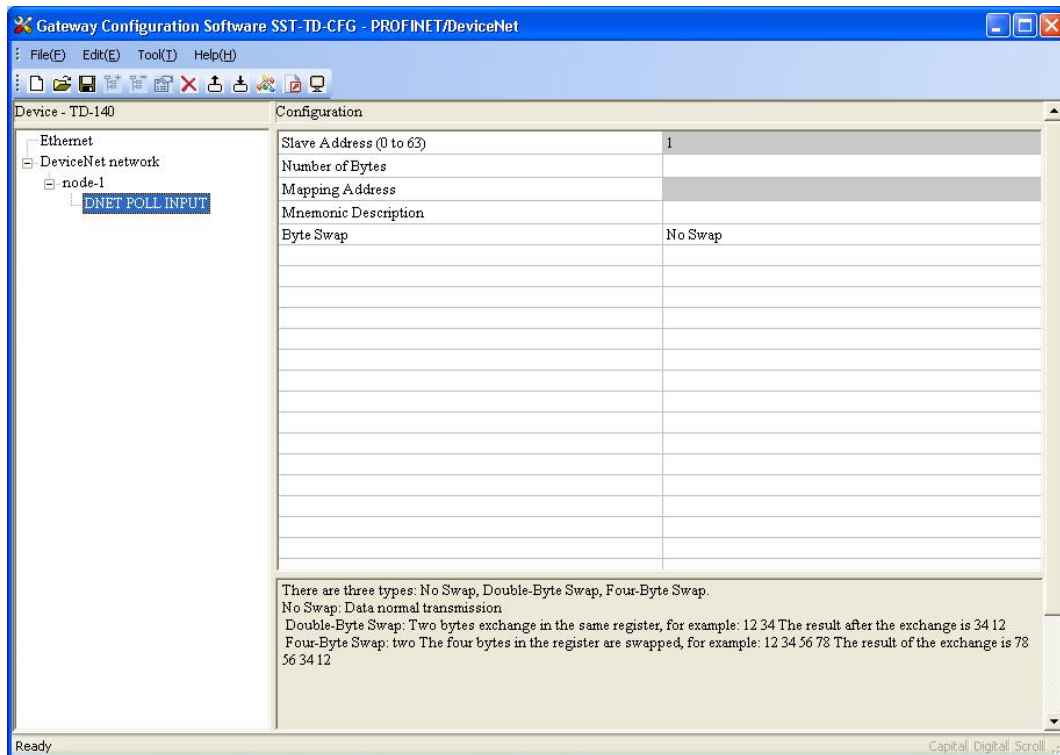 Gateway Configuration Software SST-TD-CFG - PROFINET/DeviceNet
File(F) Edit(E) Tool(T) Help(H)
Device - TD-140
Configuration
Ethernet
DeviceNet network
node-1
DNET POLL INPUT
Slave Address (0 to 63) 1
Number of Bytes
Mapping Address
Mnemonic Description
Byte Swap No Swap
There are three types: No Swap, Double-Byte Swap, Four-Byte Swap.
No Swap: Data normal transmission
Double-Byte Swap: Two bytes exchange in the same register, for example: 12 34 The result after the exchange is 34 12
Four-Byte Swap: two The four bytes in the register are swapped, for example: 12 34 56 78 The result of the exchange is 78
56 34 12
Ready
Capital Digital Scroll